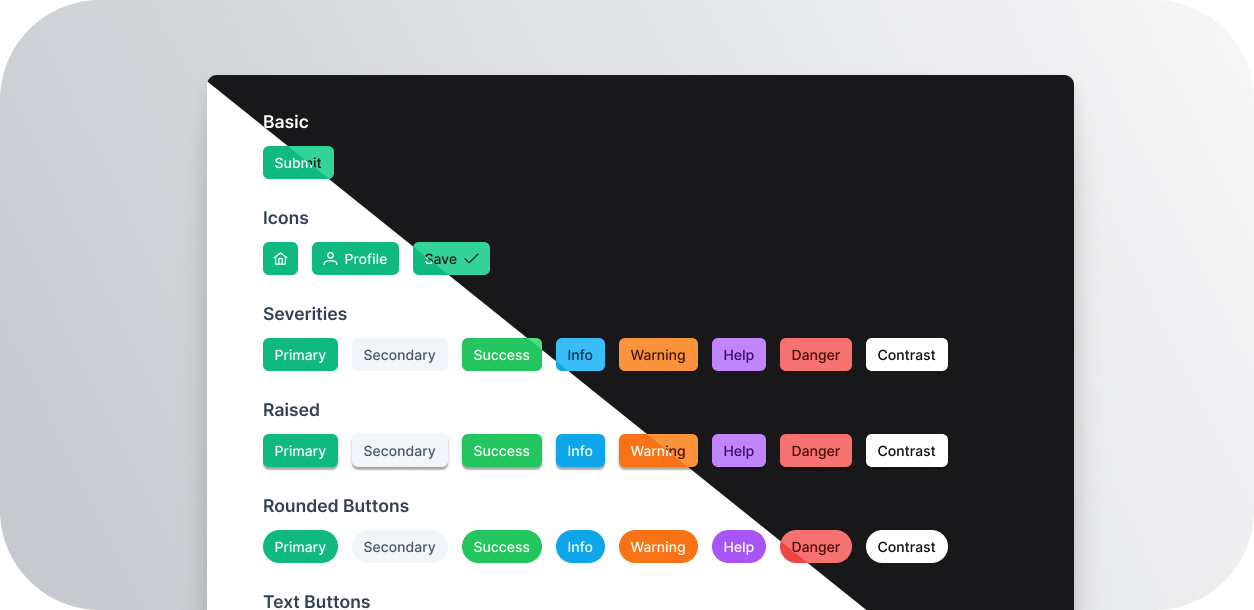 Basic
Submit
Icons
Profile Save
Severities
Primary Secondary Success Info Warning Help Danger Contrast
Raised
Primary Secondary Success Info Warning Help Danger Contrast
Rounded Buttons
Primary Secondary Success Info Warning Help Danger Contrast
Text Buttons